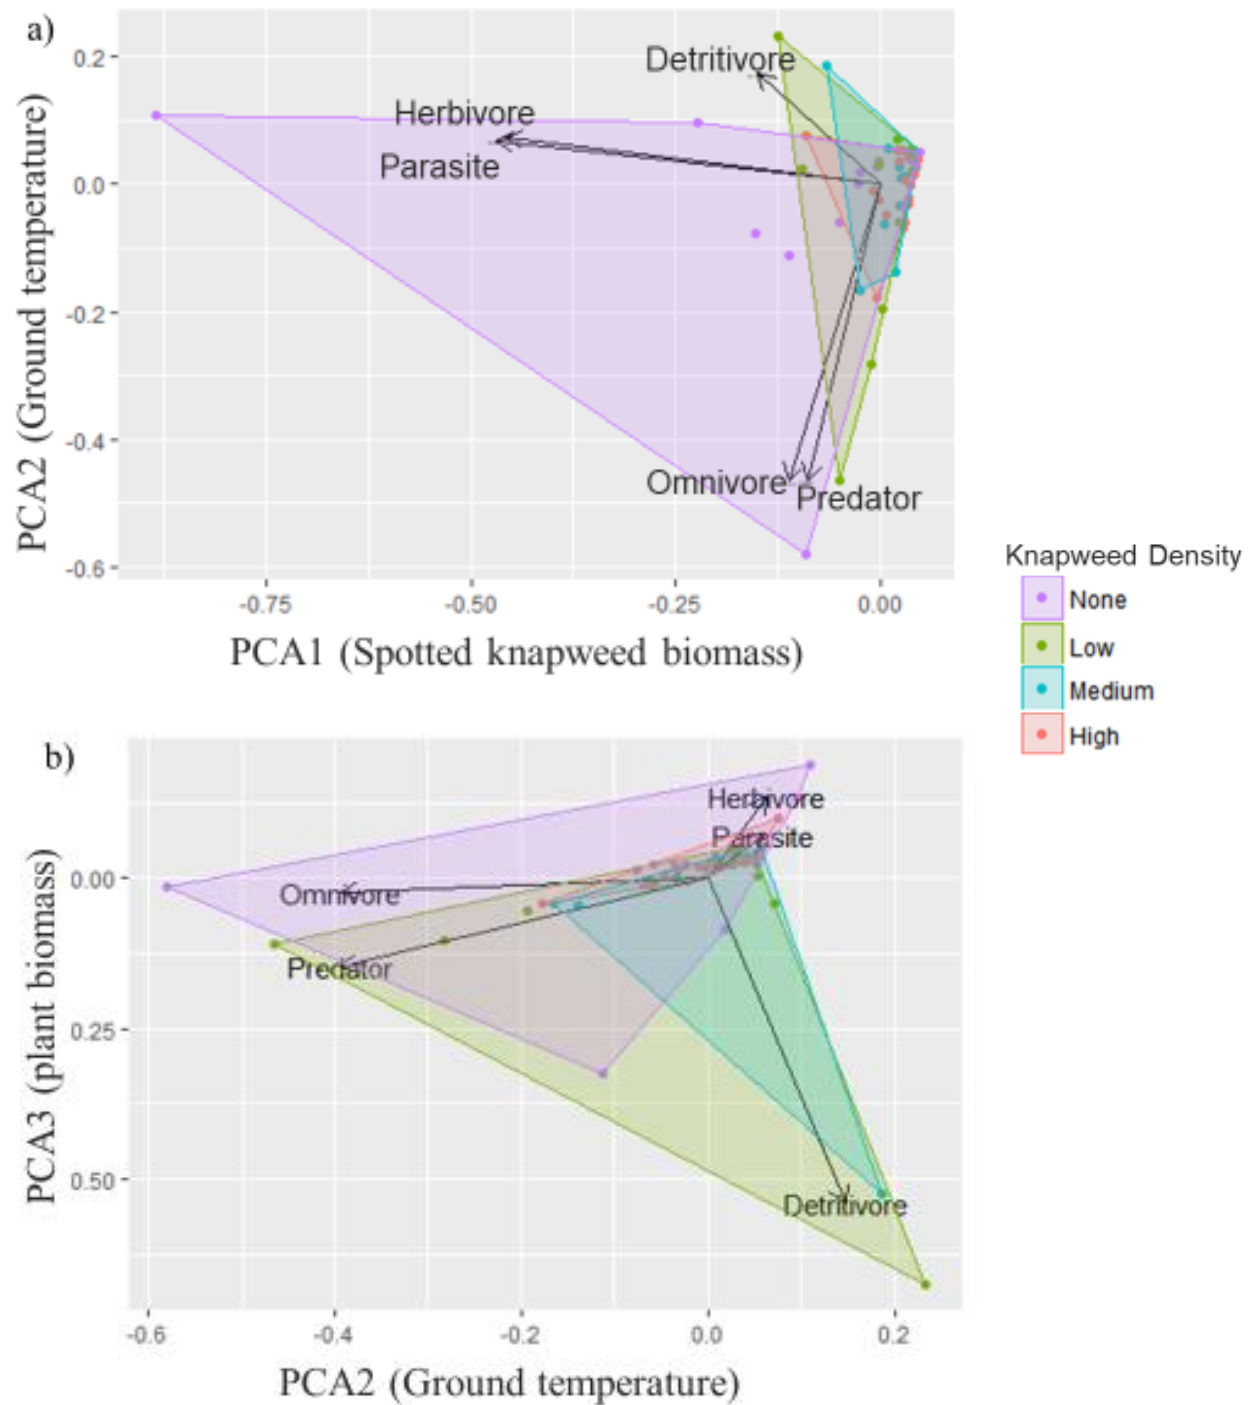 a)
PCA2 (Ground temperature)
0.2
0.0
-0.2
-0.4
-0.6
Detritivore
Herbivore
Parasite
Omnivore
Predator
-0.75
-0.50
-0.25
0.00
PCA1 (Spotted knapweed biomass)
Knapweed Density
None
Low
Medium
High
b)
PCA3 (plant biomass)
0.00
0.25
0.50
Herbivore
Parasite
Omnivore
Predator
Detritivore
-0.6
-0.4
-0.2
0.0
0.2
PCA2 (Ground temperature)